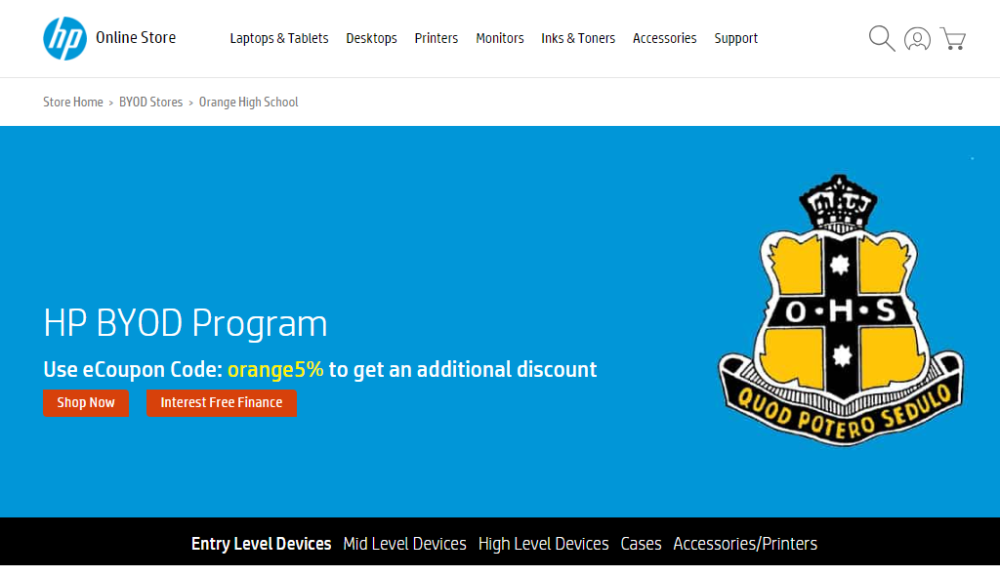 hp Online Store Laptops & Tablets Desktops Printers Monitors Inks & Toners Accessories Support
Store Home > BYOD Stores > Orange High School
O·H·S
QUOD POTERO SEDULO
HP BYOD Program
Use eCoupon Code: orange5% to get an additional discount
Shop Now Interest Free Finance
Entry Level Devices Mid Level Devices High Level Devices Cases Accessories/Printers